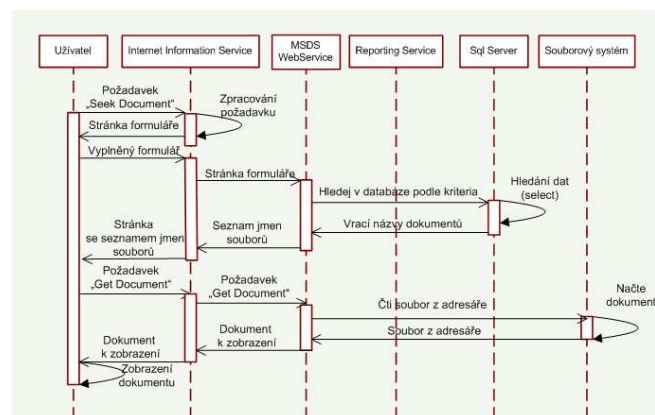 Uživatel
Internet Information Service
MSDS
WebService
Reporting Service
Sql Server
Souborový systém
Požadavek
„Seek Document“
Zpracování
požadavku
Stránka formuláře
Vyplněný formulář
Stránka formuláře
Hledej v databáze podle kriteria
Hledání dat
(select)
Vrací názvy dokumentů
Seznam jmen
souborů
Stránka
se seznamem jmen
souborů
Požadavek
„Get Document“
Požadavek
„Get Document“
Čti soubor z adresáře
Načte
dokument
Soubor z adresáře
Dokument
k zobrazení
Dokument
k zobrazení
Zobrazení
dokumentu